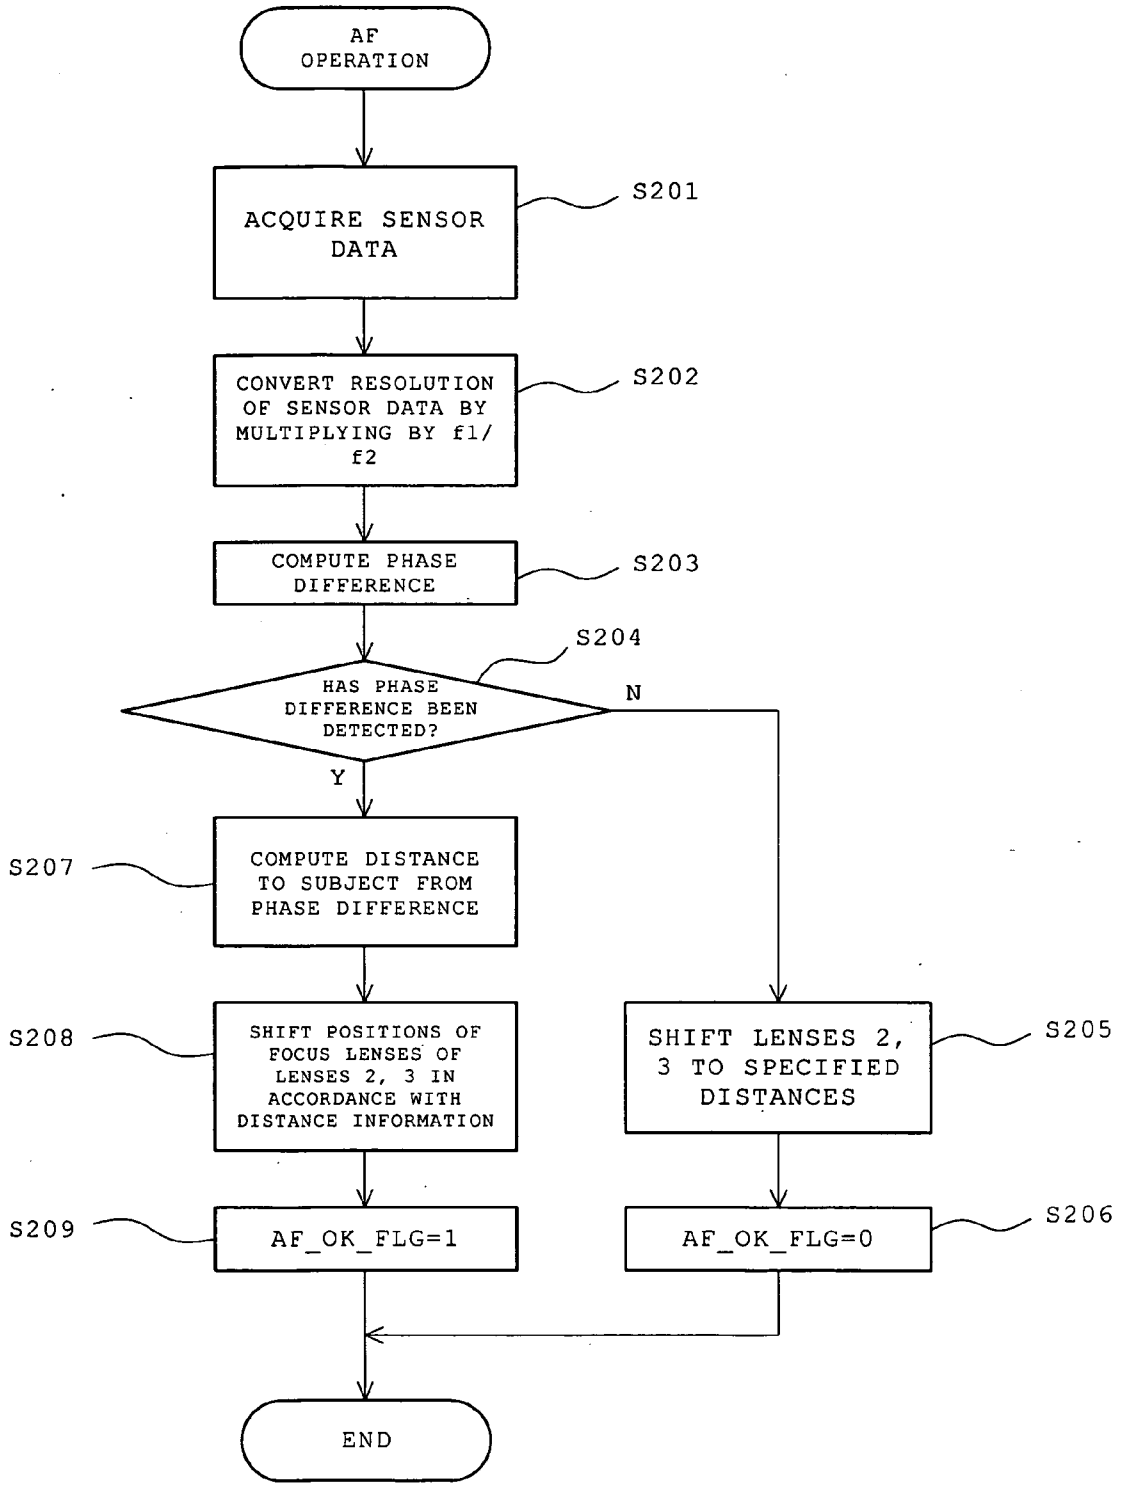 AF
OPERATION
S201
ACQUIRE SENSOR
DATA
S202
CONVERT RESOLUTION
OF SENSOR DATA BY
MULTIPLYING BY f1/
f2
S203
COMPUTE PHASE
DIFFERENCE
S204
HAS PHASE
DIFFERENCE BEEN
DETECTED?
N
Y
S207
COMPUTE DISTANCE
TO SUBJECT FROM
PHASE DIFFERENCE
S208
SHIFT POSITIONS OF
FOCUS LENSES OF
LENSES 2, 3 IN
ACCORDANCE WITH
DISTANCE INFORMATION
S205
SHIFT LENSES 2,
3 TO SPECIFIED
DISTANCES
S209
AF_OK_FLG=1
S206
AF_OK_FLG=0
END